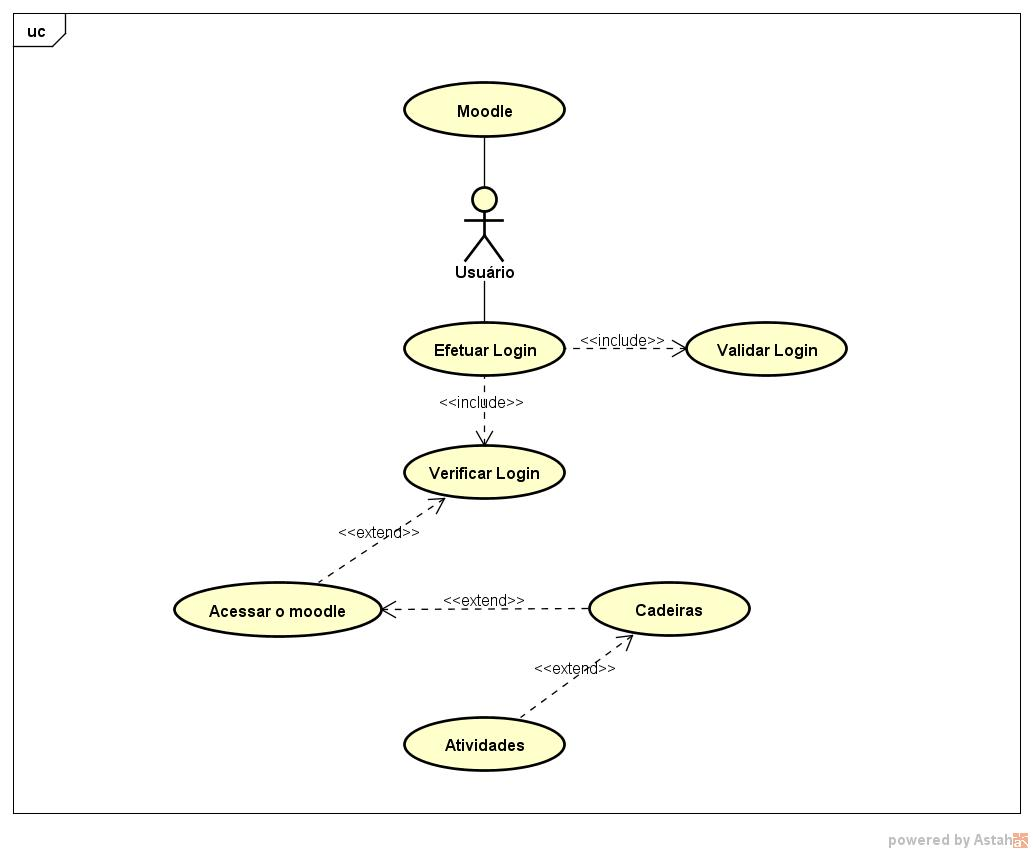 uc
Moodle
Usuário
Efetuar Login
<<include>>
Validar Login
<<include>>
Verificar Login
<<extend>>
Acessar o moodle
<<extend>>
Cadeiras
<<extend>>
Atividades
powered by Astah